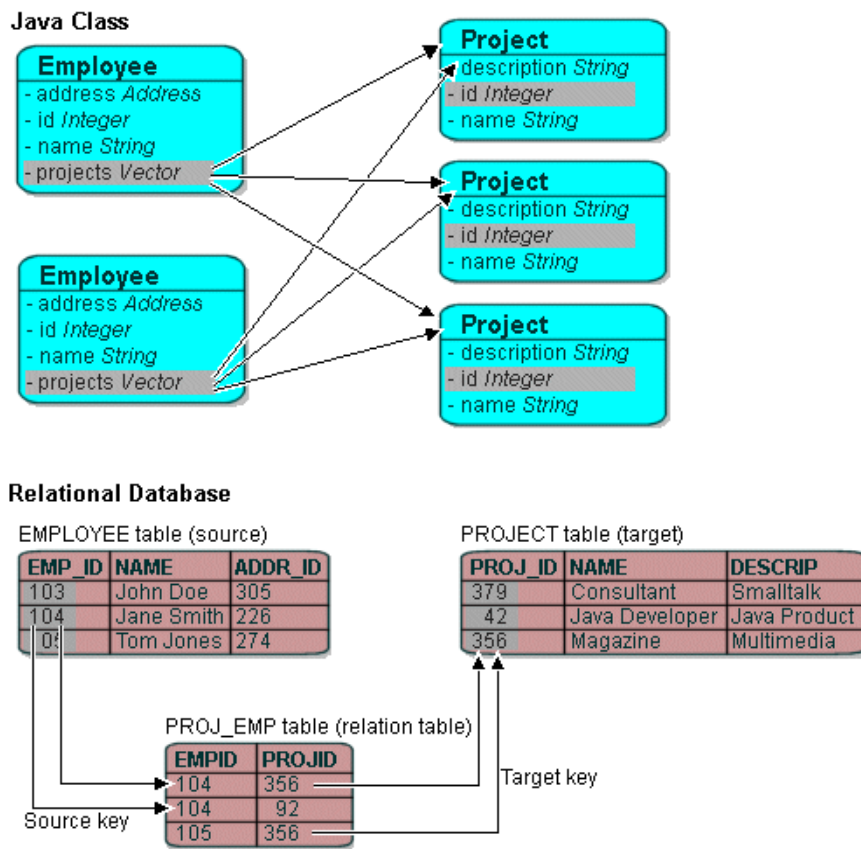 Java Class
Employee
- address Address
- id Integer
- name String
- projects Vector
Project
- description String
- id Integer
- name String
Project
- description String
- id Integer
- name String
Employee
- address Address
- id Integer
- name String
- projects Vector
Project
- description String
- id Integer
- name String
Relational Database
EMPLOYEE table (source)
EMP_ID NAME ADDR_ID
103 John Doe 305
104 Jane Smith 226
105 Tom Jones 274
PROJECT table (target)
PROJ_ID NAME DESCRIP
379 Consultant Smalltalk
42 Java Developer Java Product
356 Magazine Multimedia
PROJ_EMP table (relation table)
EMPID PROJID
104 356
104 92
105 356
Source key
Target key